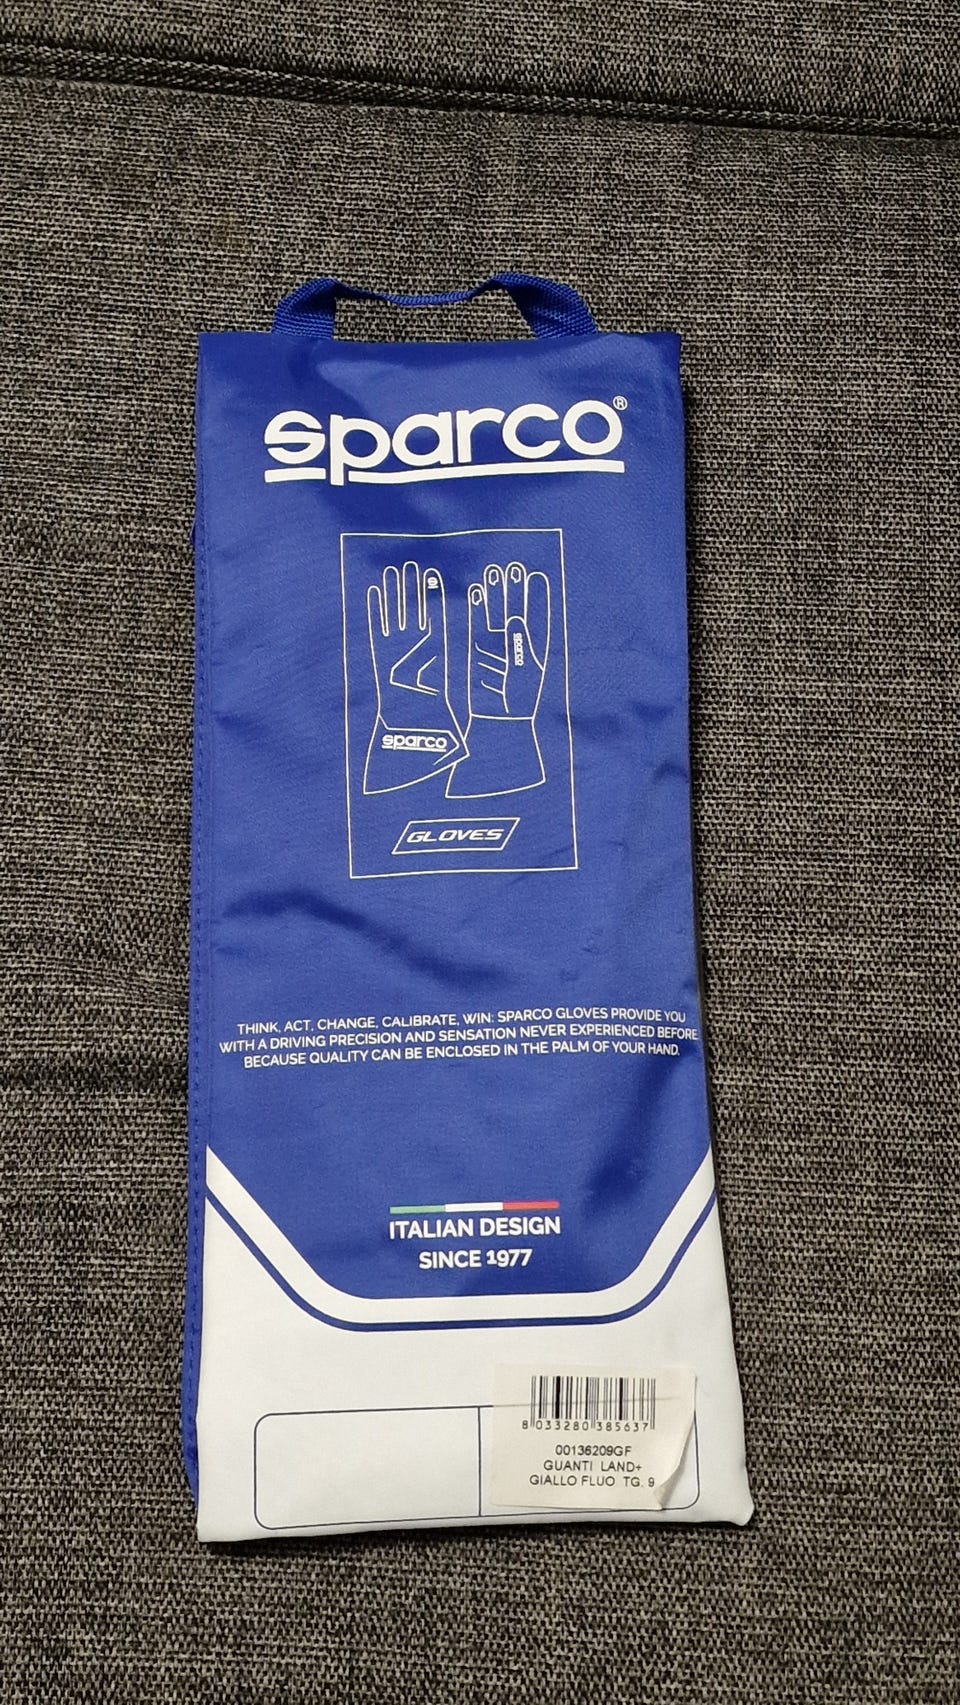 sparco®
sparco
sparco
GLOVES
THINK, ACT, CHANGE, CALIBRATE, WIN: SPARCO GLOVES PROVIDE YOU
WITH A DRIVING PRECISION AND SENSATION NEVER EXPERIENCED BEFORE
BECAUSE QUALITY CAN BE ENCLOSED IN THE PALM OF YOUR HAND.
ITALIAN DESIGN
SINCE 1977
8 033280 385637
00136209GF
GUANTI LAND+
GIALLO FLUO TG. 9